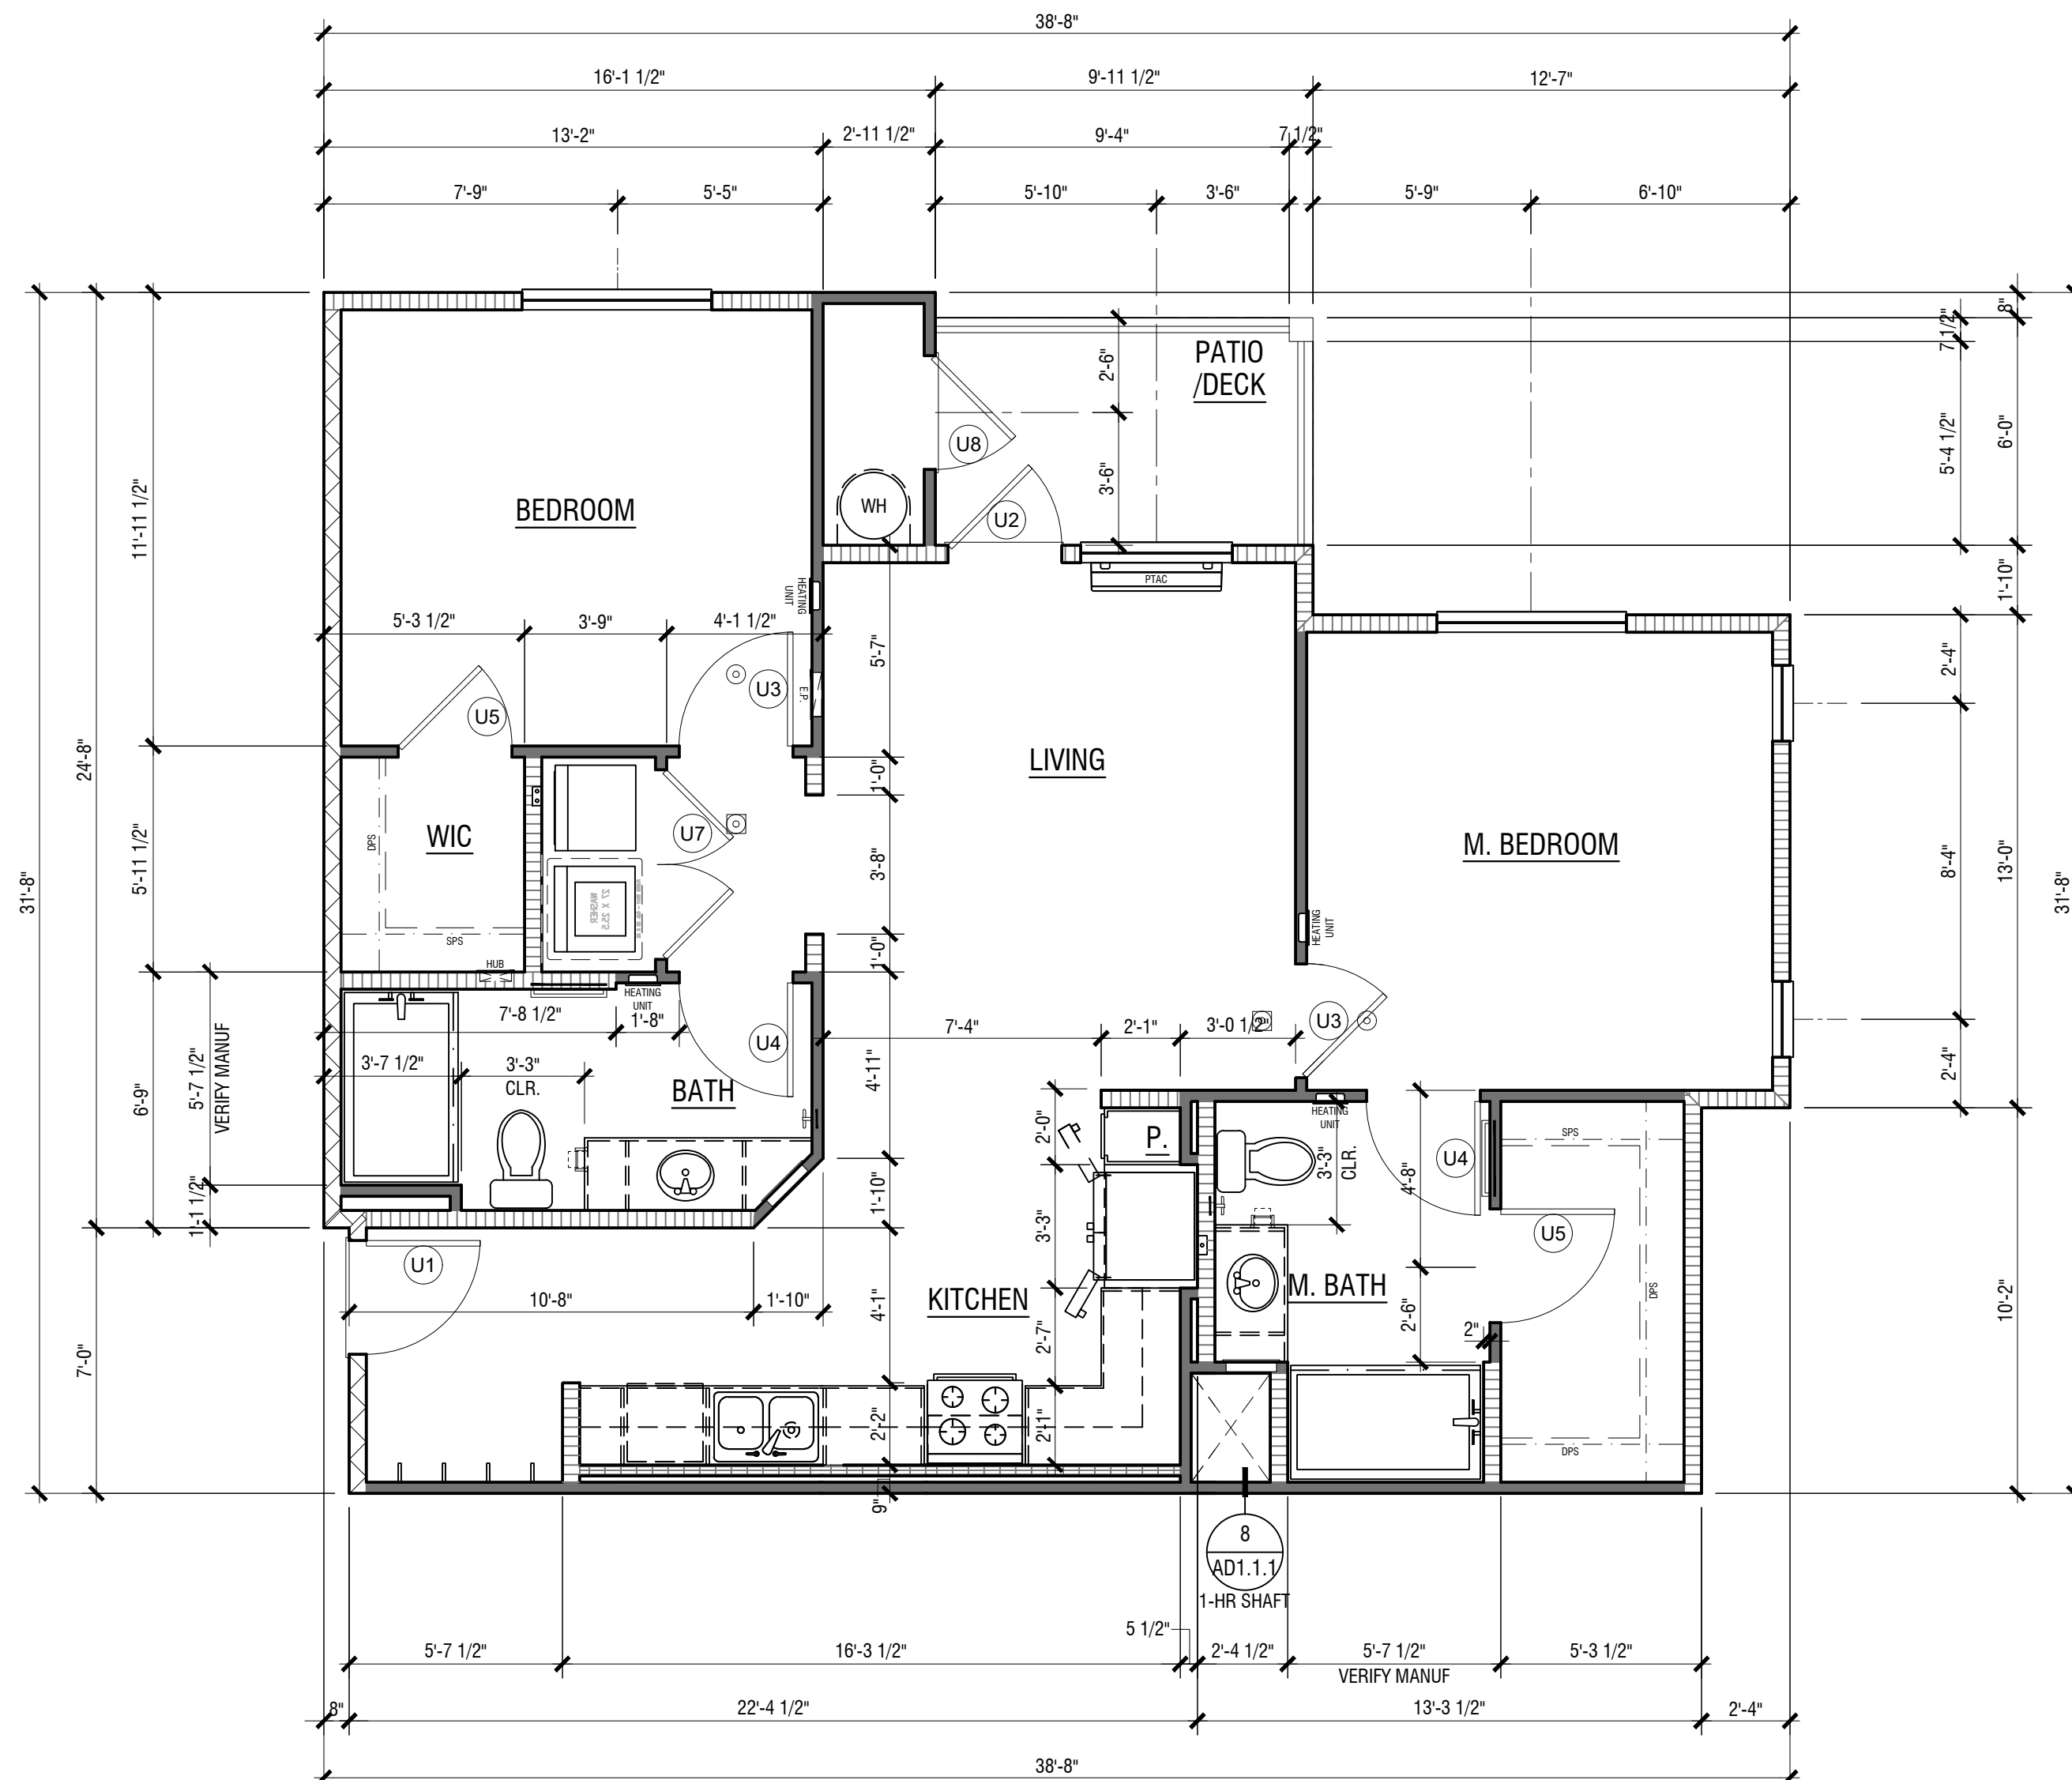 38'-8"
16'-1 1/2"
9'-11 1/2"
12'-7"
13'-2"
2'-11 1/2"
9'-4"
7 1/2"
7'-9"
5'-5"
5'-10"
3'-6"
5'-9"
6'-10"
8"
7 1/2"
PATIO
/DECK
2'-6"
6'-0"
5'-4 1/2"
U8
3'-6"
BEDROOM
WH
U2
11'-11 1/2"
PTAC
HEATING
UNIT
1'-10"
5'-3 1/2"
3'-9"
4'-1 1/2"
5'-7"
2'-4"
U3
E.P.
U5
24'-8"
LIVING
1'-0"
DPS
WIC
U7
M. BEDROOM
3'-8"
8'-4"
13'-0"
5'-11 1/2"
31'-8"
31'-8"
27 X 25.5
WASHER
SPS
HEATING
UNIT
HUB
1'-0"
HEATING
UNIT
7'-8 1/2"
1'-8"
U4
7'-4"
2'-1"
3'-0 1/2"
U3
3'-7 1/2"
3'-3"
CLR.
BATH
4'-11"
2'-4"
6'-9"
5'-7 1/2"
VERIFY MANUF
HEATING
UNIT
2'-0"
P.
3'-3"
CLR.
4'-8"
U4
SPS
1'-1 1/2"
1'-10"
3'-3"
U5
U1
10'-8"
1'-10"
4'-1"
KITCHEN
M. BATH
DPS
10'-2"
2'-7"
2'-6"
2"
7'-0"
2'-2"
2'-1"
DPS
9"
8
AD1.1.1
1-HR SHAFT
5 1/2"
5'-7 1/2"
16'-3 1/2"
2'-4 1/2"
5'-7 1/2"
VERIFY MANUF
5'-3 1/2"
8"
22'-4 1/2"
13'-3 1/2"
2'-4"
38'-8"